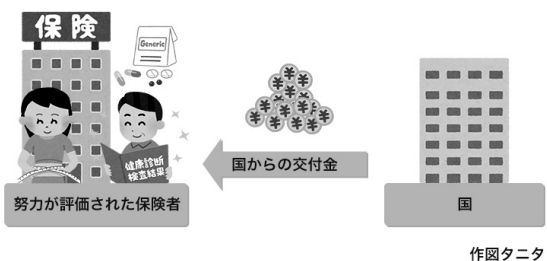 保険
Generic
健康診断
検査結果
¥
¥ ¥
¥ ¥ ¥
¥ ¥ ¥ ¥
国からの交付金
努力が評価された保険者
国
作図タニタ